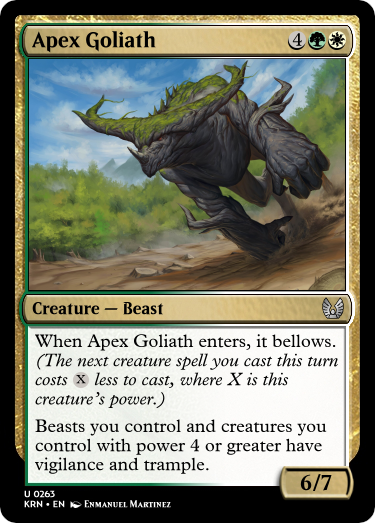 Apex Goliath 4
Creature — Beast
When Apex Goliath enters, it bellows.
(The next creature spell you cast this turn
costs X less to cast, where X is this
creature's power.)
Beasts you control and creatures you
control with power 4 or greater have
vigilance and trample.
6/7
U 0263
KRN • EN Enmanuel Martinez